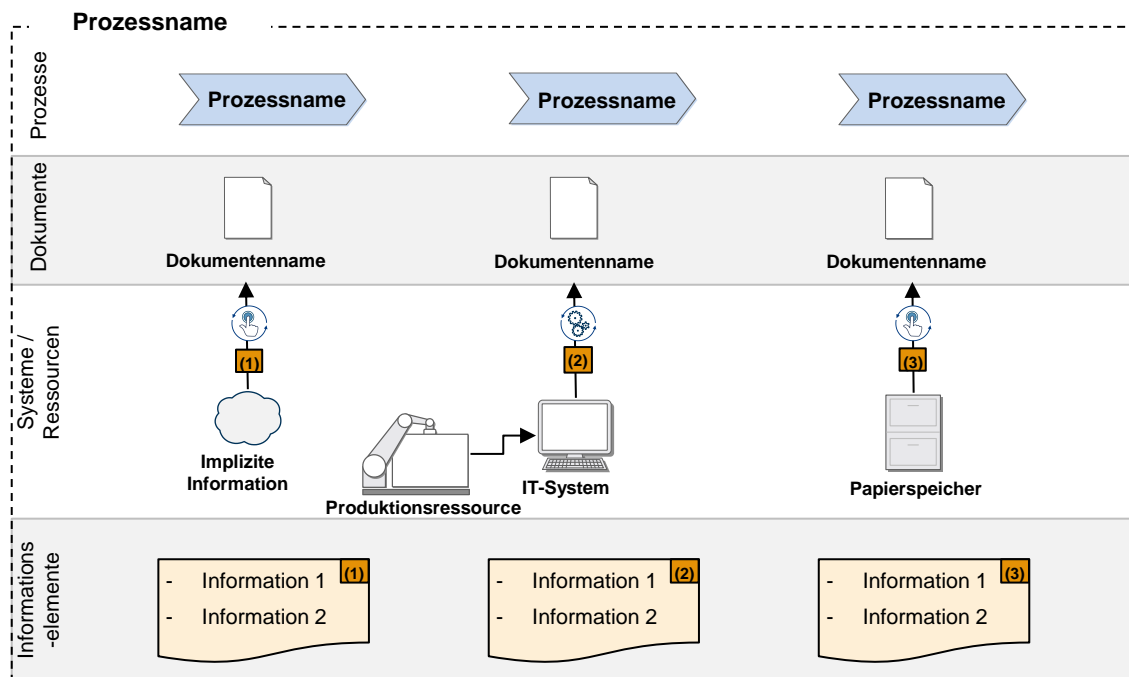 Prozessname
Prozesse
Prozessname
Prozessname
Prozessname
Dokumente
Dokumentenname
Dokumentenname
Dokumentenname
Systeme /
Ressourcen
(1)
(2)
(3)
Implizite
Information
Produktionsressource
IT-System
Papierspeicher
Informations
-elemente
(1)
- Information 1
- Information 2
(2)
- Information 1
- Information 2
(3)
- Information 1
- Information 2